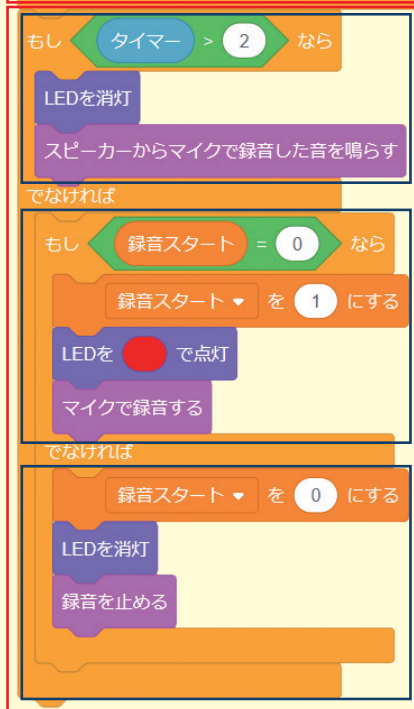 もし タイマー > 2 なら
LEDを消灯
スピーカーからマイクで録音した音を鳴らす
でなければ
もし 録音スタート = 0 なら
録音スタート ▼ を 1 にする
LEDを で点灯
マイクで録音する
でなければ
録音スタート ▼ を 0 にする
LEDを消灯
録音を止める